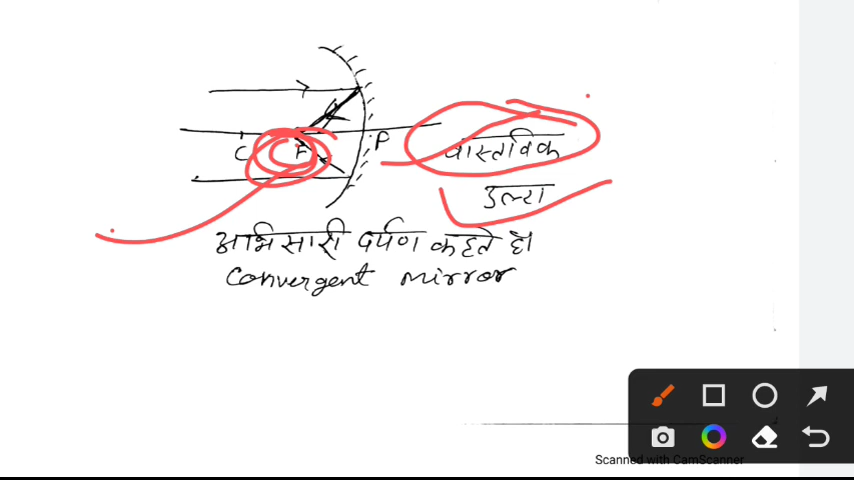 C F P वास्तविक
उल्टा
अभिसारी दर्पण कहते हैं
Convergent mirror
Scanned with CamScanner